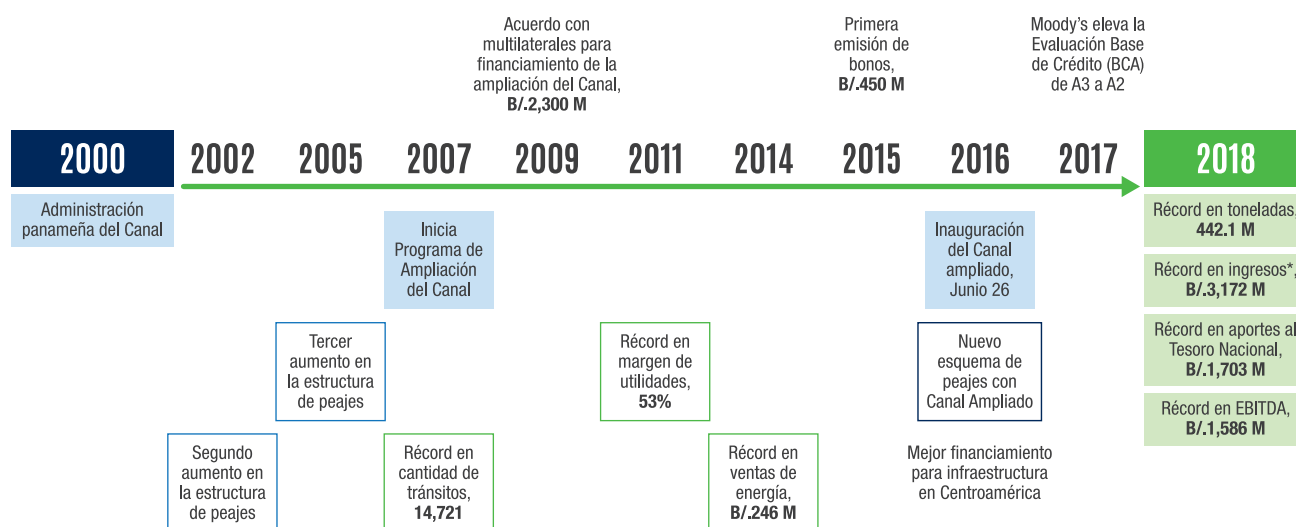 Acuerdo con
multilaterales para
financiamiento de la
ampliación del Canal,
B/.2,300 M
Primera
emisión de
bonos,
B/.450 M
Moody's eleva la
Evaluación Base
de Crédito (BCA)
de A3 a A2
2000 2002 2005 2007 2009 2011 2014 2015 2016 2017 2018
Administración
panameña del Canal
Inicia
Programa de
Ampliación
del Canal
Inauguración
del Canal
ampliado,
Junio 26
Récord en toneladas,
442.1 M
Récord en ingresos*,
B/.3,172 M
Récord en aportes al
Tesoro Nacional,
B/.1,703 M
Récord en EBITDA,
B/.1,586 M
Tercer
aumento en
la estructura
de peajes
Récord en
margen de
utilidades,
53%
Nuevo
esquema de
peajes con
Canal Ampliado
Segundo
aumento en
la estructura
de peajes
Récord en
cantidad de
tránsitos,
14,721
Récord en
ventas de
energía,
B/.246 M
Mejor financiamiento
para infraestructura
en Centroamérica